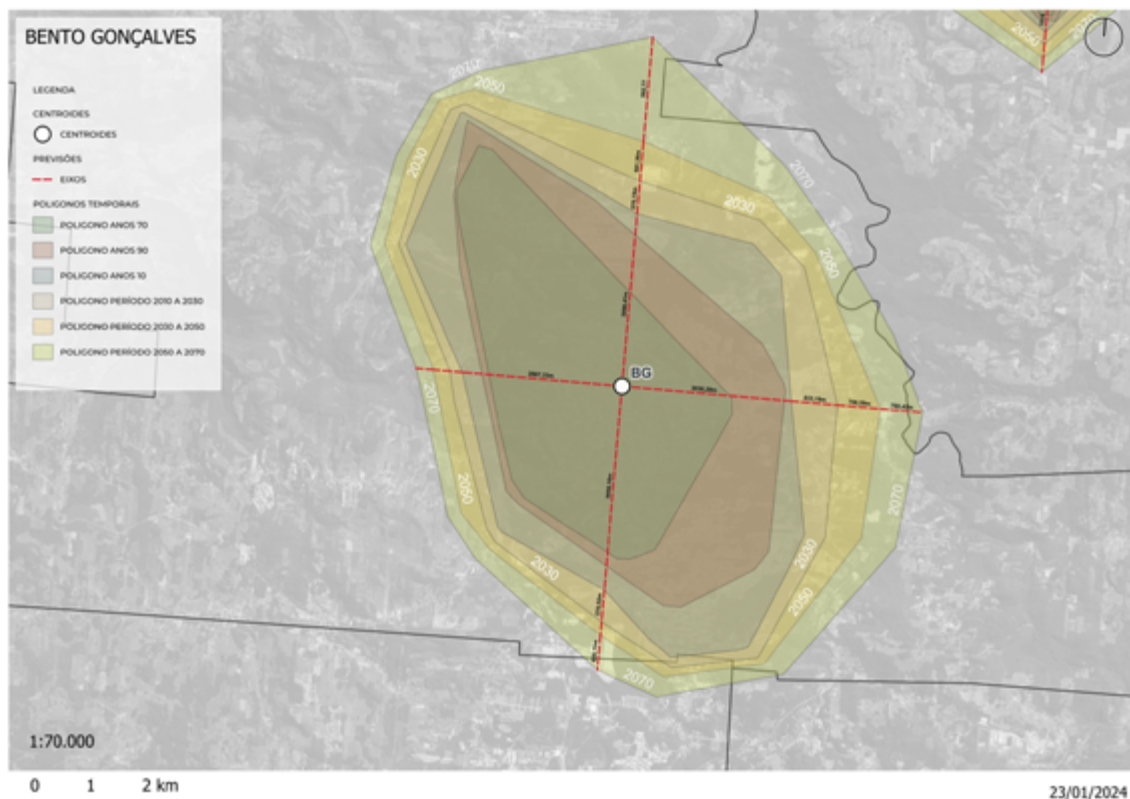 BENTO GONÇALVES
LEGENDA
CENTROIDES
CENTROIDES
PREVISÕES
EIXOS
POLIGONOS TEMPORAIS
POLIGONO ANOS 70
POLIGONO ANOS 90
POLIGONO ANOS 10
POLIGONO PERÍODO 2010 A 2030
POLIGONO PERÍODO 2030 A 2050
POLIGONO PERÍODO 2050 A 2070
2050
2070
2070
2050
2030
2070
2030
2050
BG
2070
2050
2070
2030
2030
2050
2070
1:70.000
0 1 2 km
23/01/2024